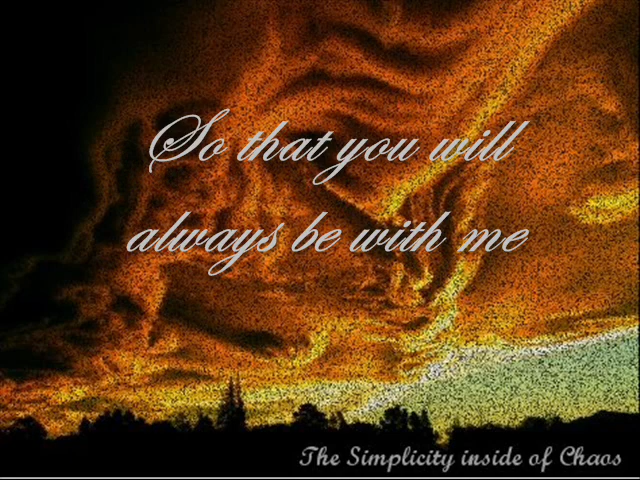 So that you will
always be with me
The Simplicity inside of Chaos